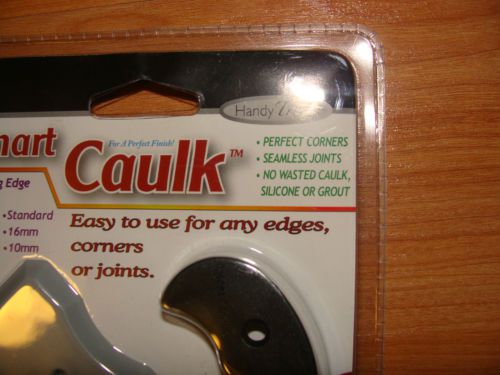 Handy
For A Perfect Finish!
mart Caulk™
• PERFECT CORNERS
• SEAMLESS JOINTS
• NO WASTED CAULK,
SILICONE OR GROUT
g Edge
• Standard
• 16mm
• 10mm
Easy to use for any edges,
corners
or joints.